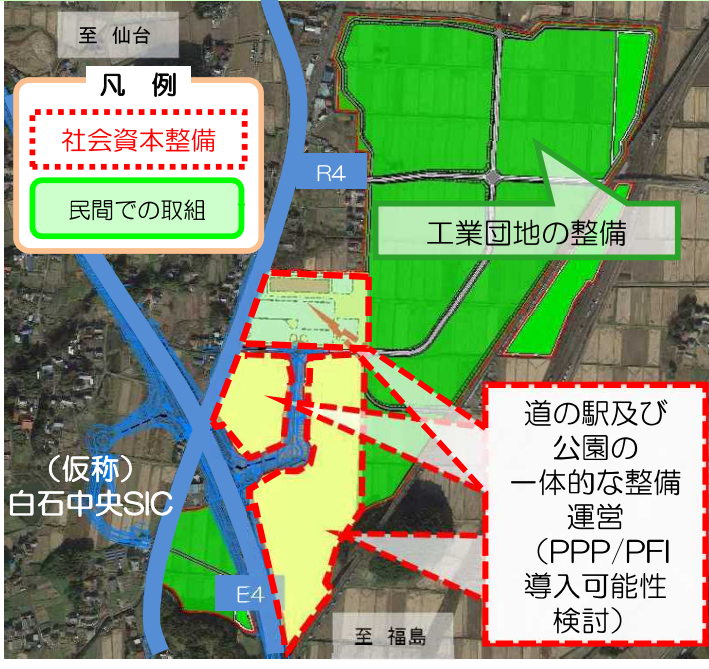 至 仙台
凡 例
社会資本整備
民間での取組
R4
工業団地の整備
道の駅及び
公園の
一体的な整備
運営
（PPP/PFI
導入可能性
検討）
（仮称）
白石中央SIC
E4
至 福島